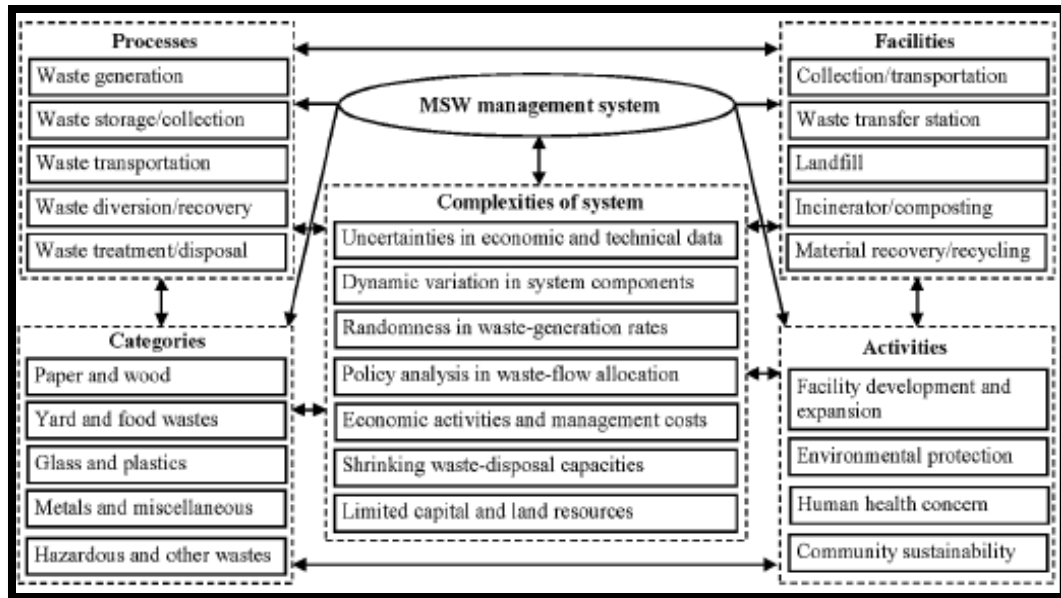 Processes
Waste generation
Waste storage/collection
Waste transportation
Waste diversion/recovery
Waste treatment/disposal
MSW management system
Facilities
Collection/transportation
Waste transfer station
Landfill
Incinerator/composting
Material recovery/recycling
Complexities of system
Uncertainties in economic and technical data
Dynamic variation in system components
Randomness in waste-generation rates
Policy analysis in waste-flow allocation
Economic activities and management costs
Shrinking waste-disposal capacities
Limited capital and land resources
Categories
Paper and wood
Yard and food wastes
Glass and plastics
Metals and miscellaneous
Hazardous and other wastes
Activities
Facility development and
expansion
Environmental protection
Human health concern
Community sustainability